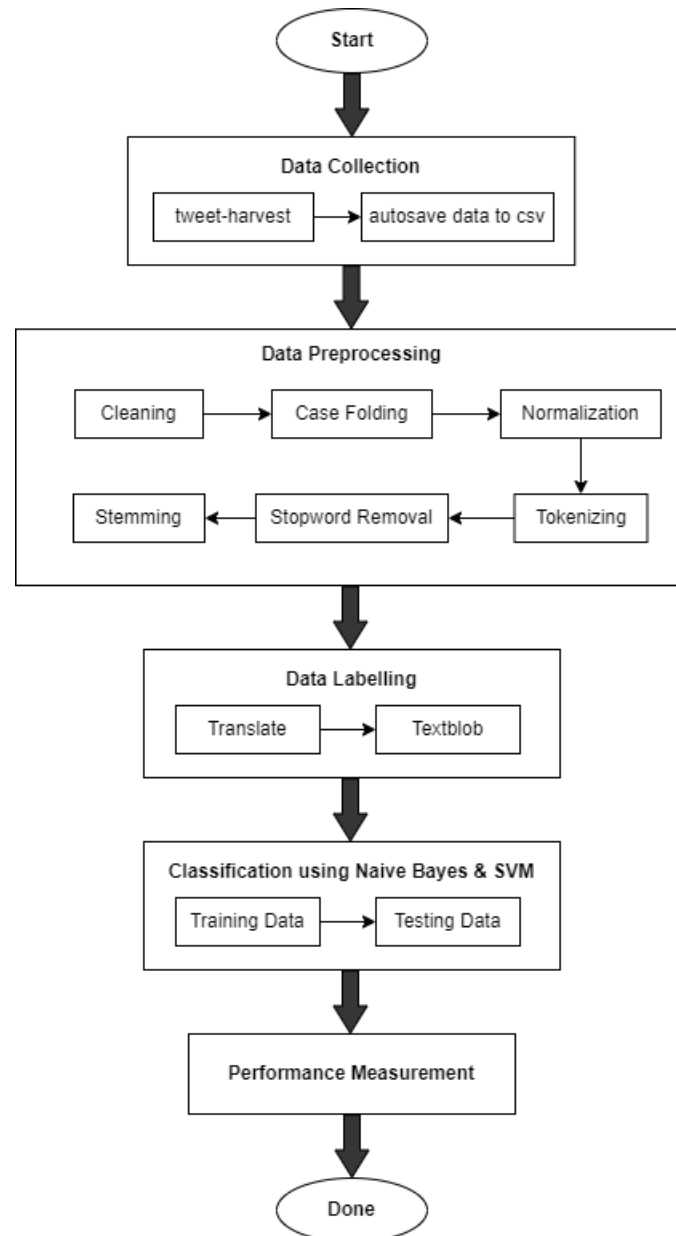 Start
Data Collection
tweet-harvest
autosave data to csv
Data Preprocessing
Cleaning
Case Folding
Normalization
Stemming
Stopword Removal
Tokenizing
Data Labelling
Translate
Textblob
Classification using Naive Bayes & SVM
Training Data
Testing Data
Performance Measurement
Done